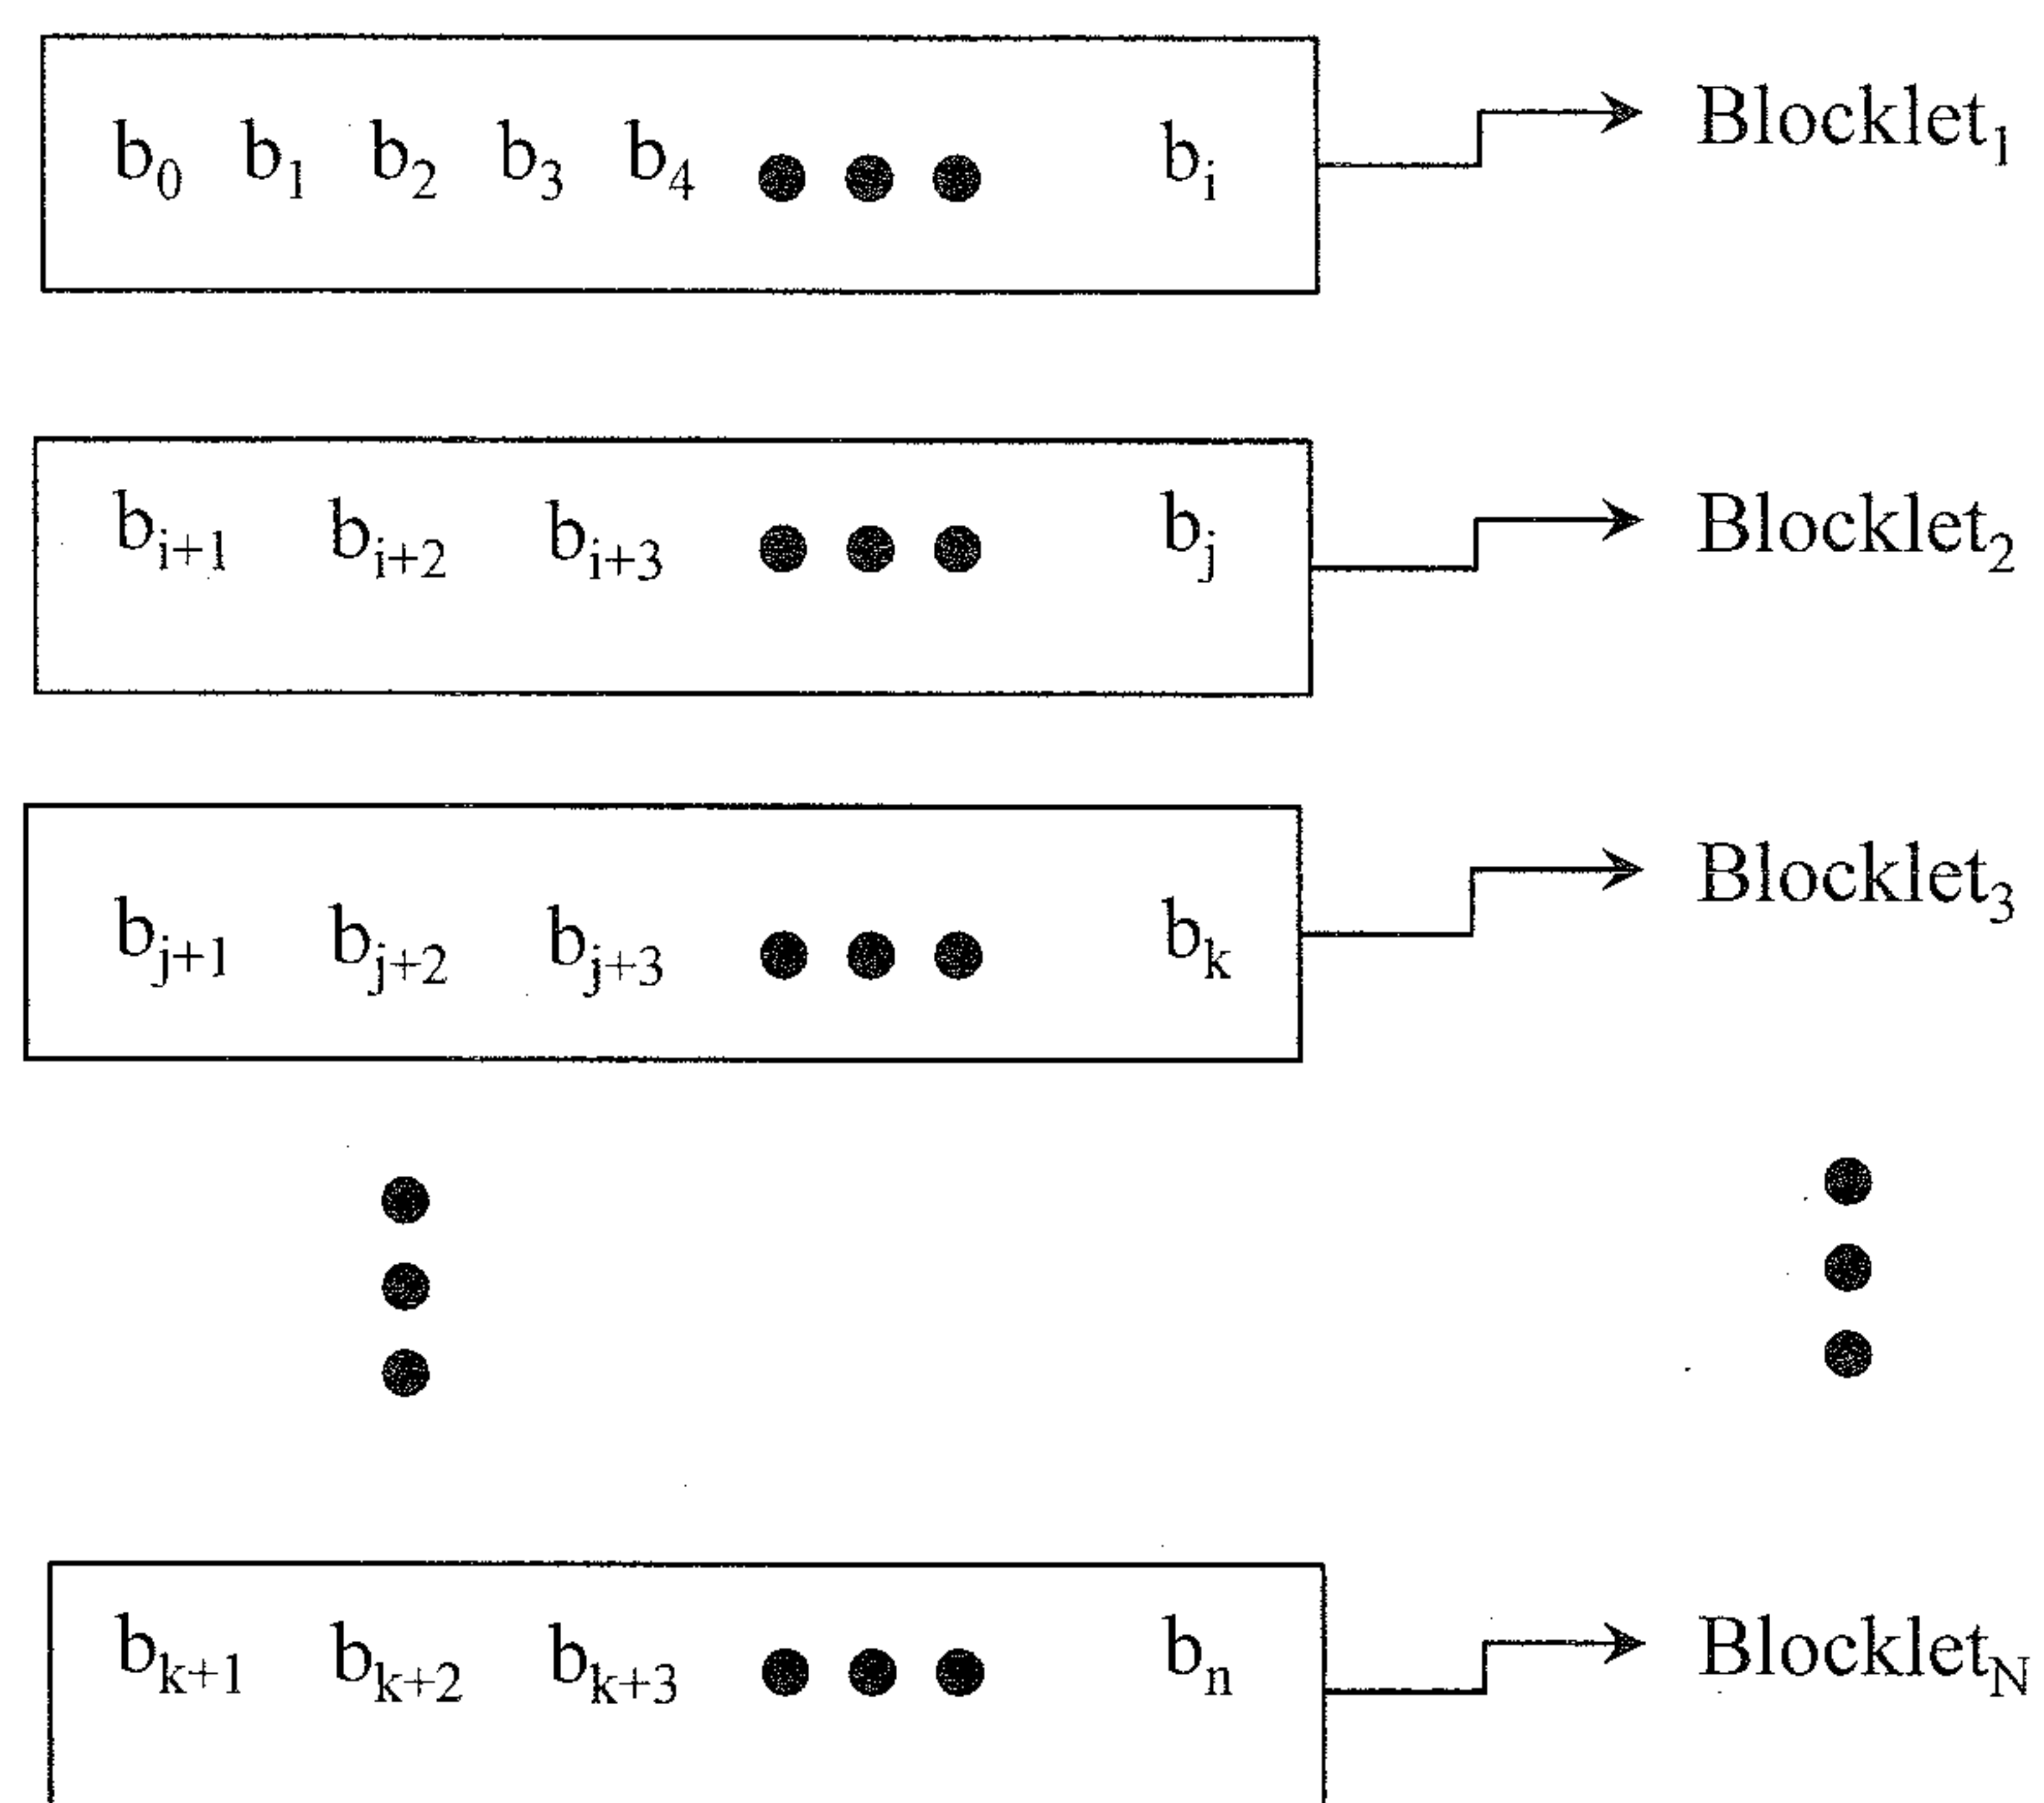 b₀ b₁ b₂ b₃ b₄ ● ● ● bᵢ Blocklet₁
bᵢ₊₁ bᵢ₊₂ bᵢ₊₃ ● ● ● bⱼ Blocklet₂
bⱼ₊₁ bⱼ₊₂ bⱼ₊₃ ● ● ● bₖ Blocklet₃
bₖ₊₁ bₖ₊₂ bₖ₊₃ ● ● ● bₙ Blocklet_N